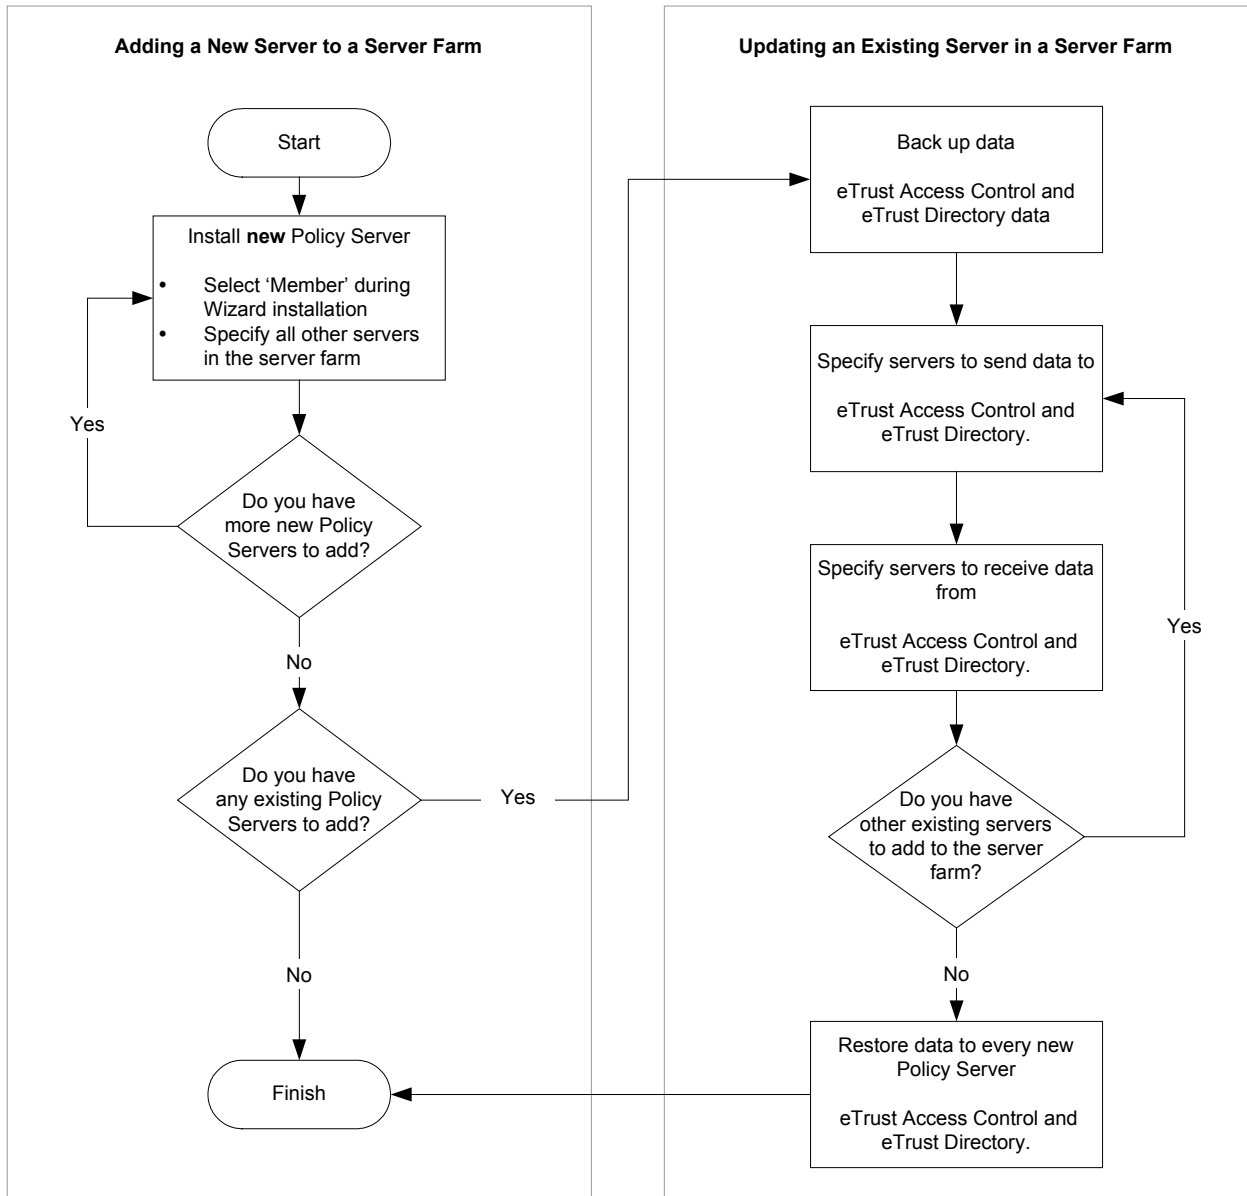 Adding a New Server to a Server Farm
Start
Install new Policy Server
• Select ‘Member’ during
Wizard installation
• Specify all other servers
in the server farm
Yes
Do you have
more new Policy
Servers to add?
No
Do you have
any existing Policy
Servers to add?
Yes
No
Finish
Updating an Existing Server in a Server Farm
Back up data
eTrust Access Control and
eTrust Directory data
Specify servers to send data to
eTrust Access Control and
eTrust Directory.
Specify servers to receive data
from
eTrust Access Control and
eTrust Directory.
Yes
Do you have
other existing servers
to add to the server
farm?
No
Restore data to every new
Policy Server
eTrust Access Control and
eTrust Directory.